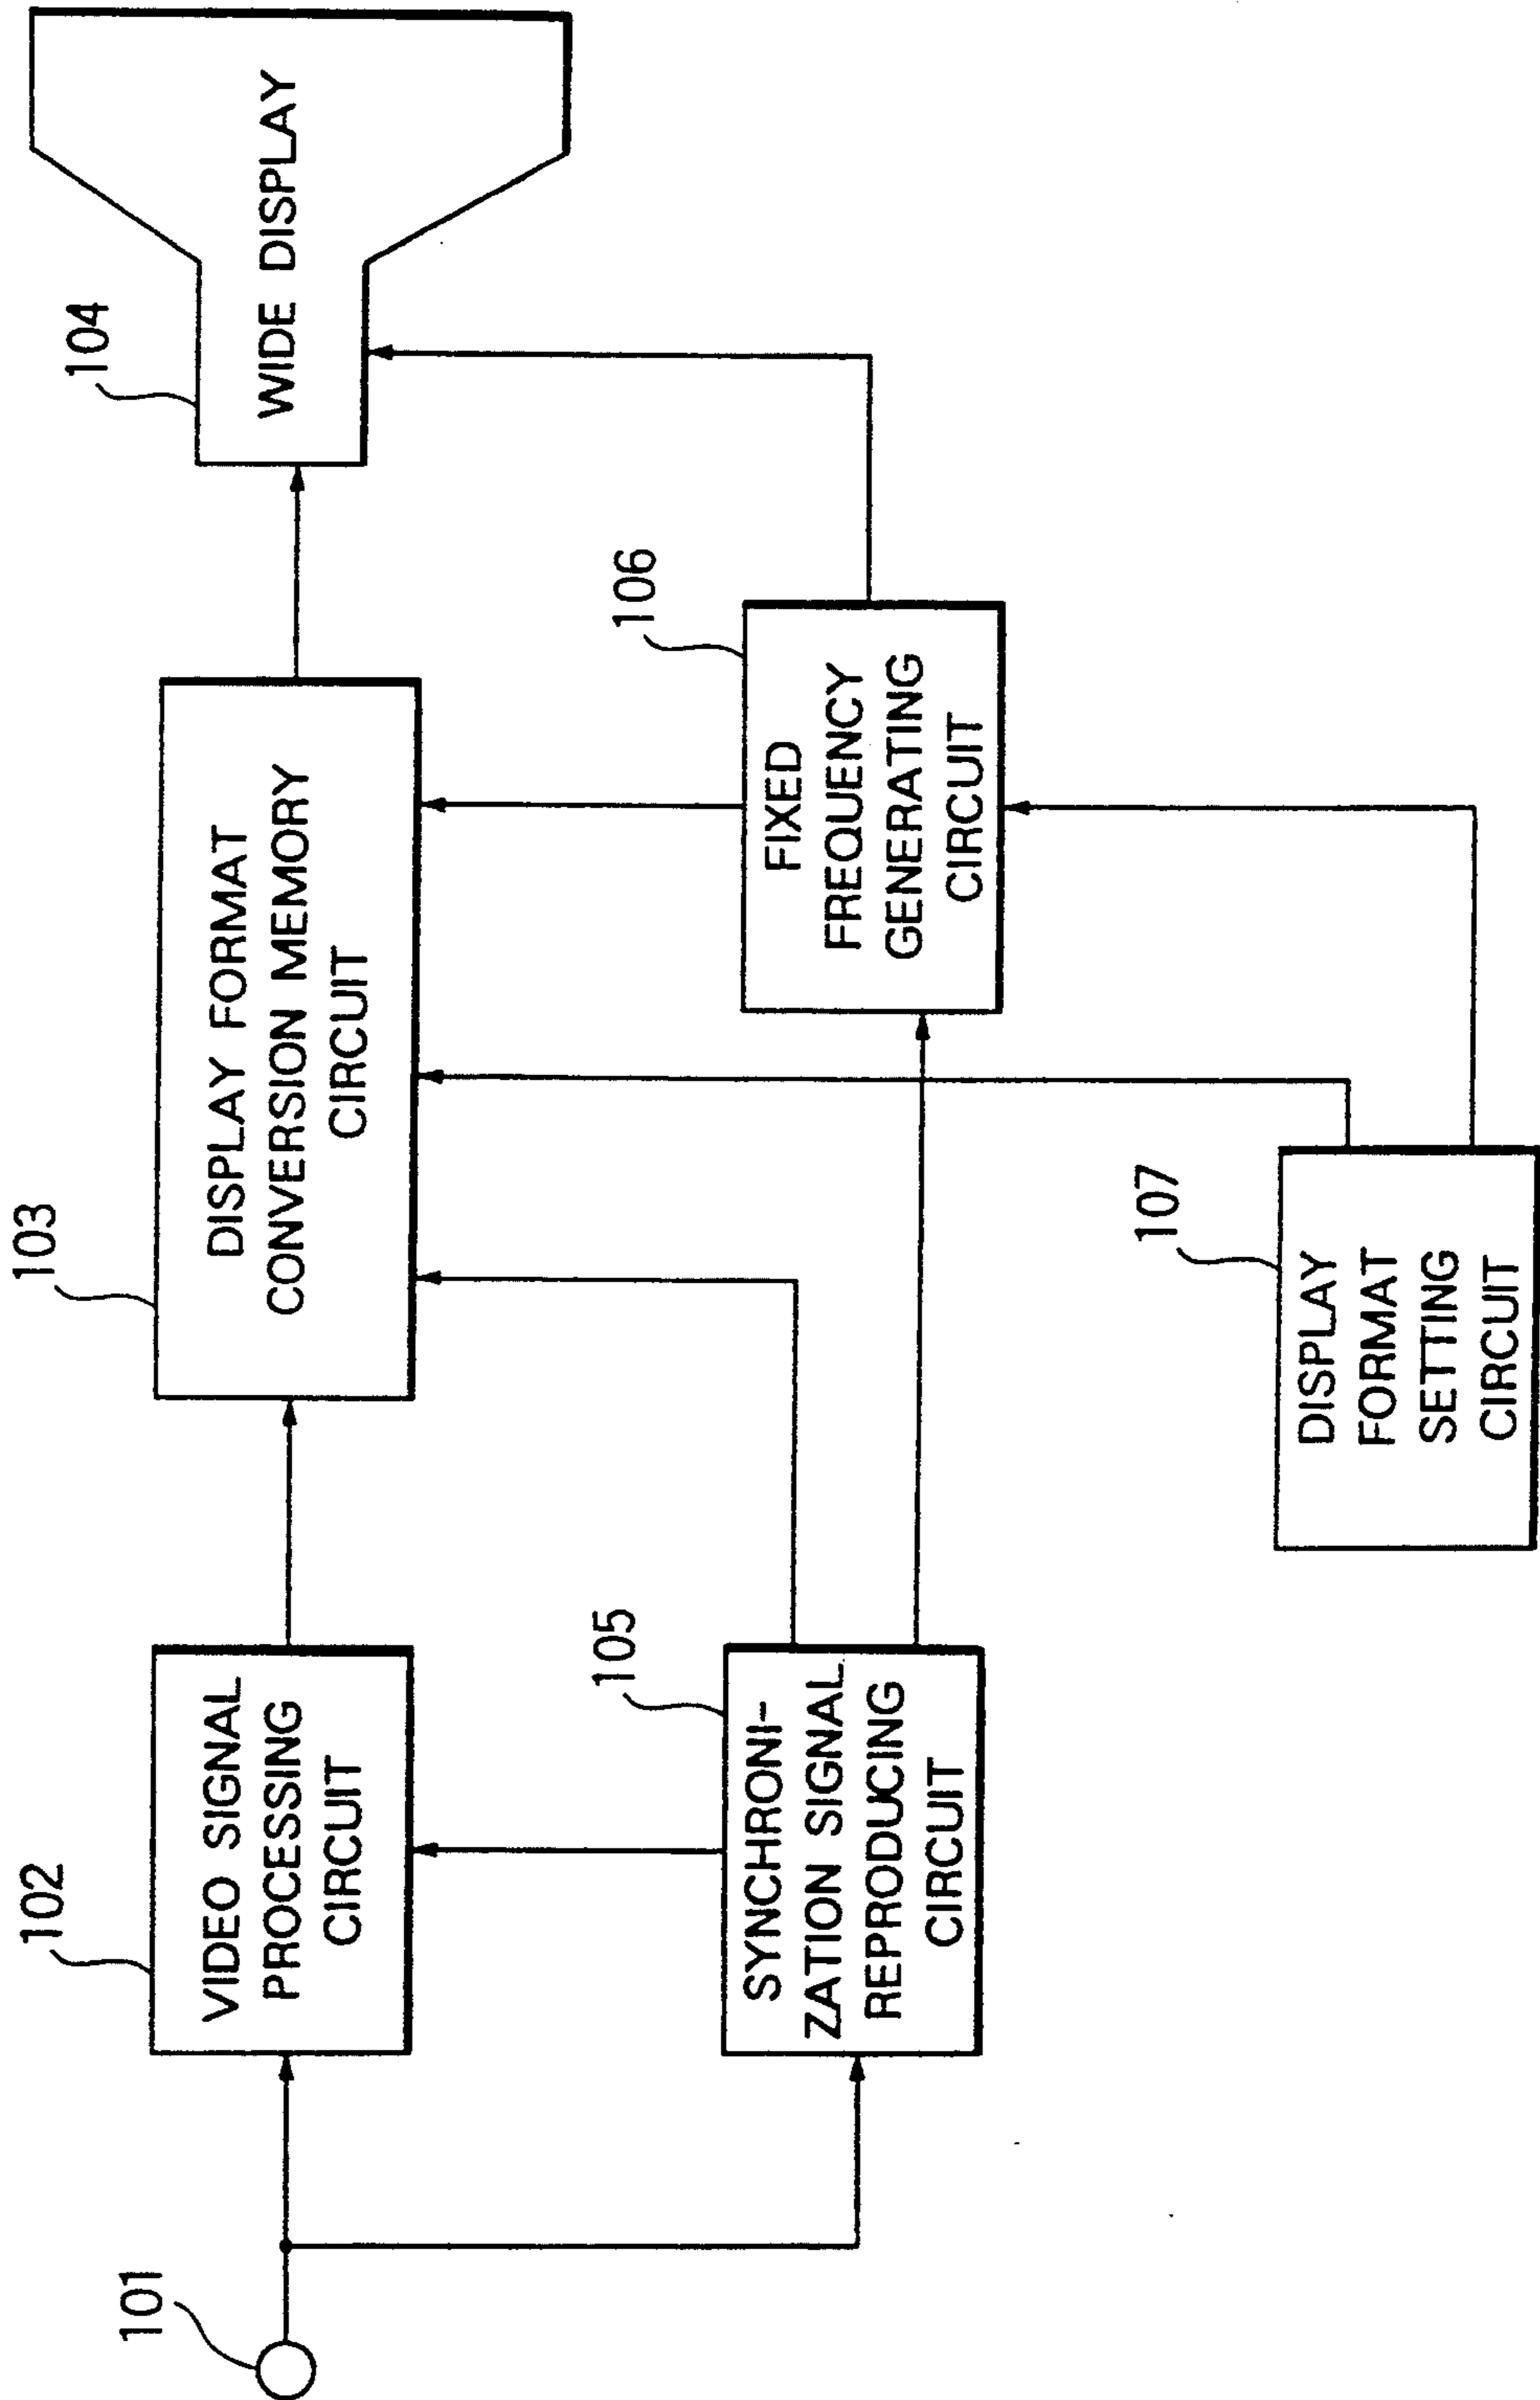 101
102
VIDEO SIGNAL
PROCESSING
CIRCUIT
103
DISPLAY FORMAT
CONVERSION MEMORY
CIRCUIT
104
WIDE DISPLAY
105
SYNCHRONI-
ZATION SIGNAL
REPRODUCING
CIRCUIT
106
FIXED
FREQUENCY
GENERATING
CIRCUIT
107
DISPLAY
FORMAT
SETTING
CIRCUIT